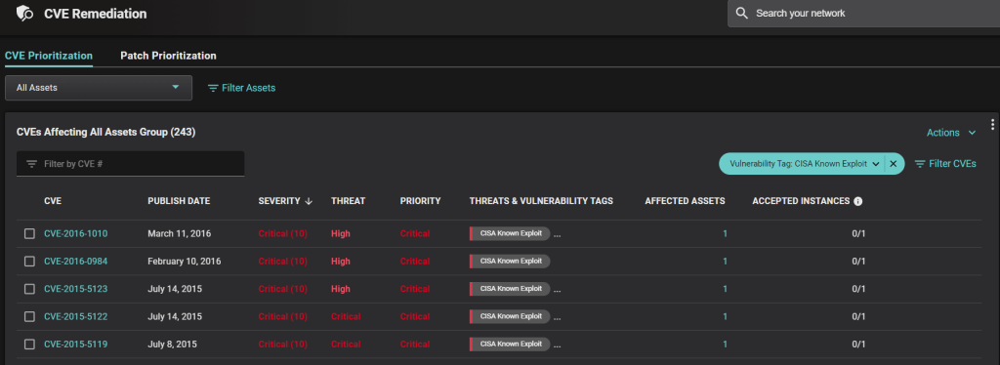 CVE Remediation
Search your network
CVE Prioritization Patch Prioritization
All Assets Filter Assets
CVEs Affecting All Assets Group (243) Actions
Filter by CVE # Vulnerability Tag: CISA Known Exploit Filter CVEs
CVE PUBLISH DATE SEVERITY THREAT PRIORITY THREATS & VULNERABILITY TAGS AFFECTED ASSETS ACCEPTED INSTANCES
CVE-2016-1010 March 11, 2016 Critical (10) High Critical CISA Known Exploit ... 1 0/1
CVE-2016-0984 February 10, 2016 Critical (10) High Critical CISA Known Exploit 1 0/1
CVE-2015-5123 July 14, 2015 Critical (10) High Critical CISA Known Exploit ... 1 0/1
CVE-2015-5122 July 14, 2015 Critical (10) Critical Critical CISA Known Exploit ... 1 0/1
CVE-2015-5119 July 8, 2015 Critical (10) Critical Critical CISA Known Exploit ... 1 0/1